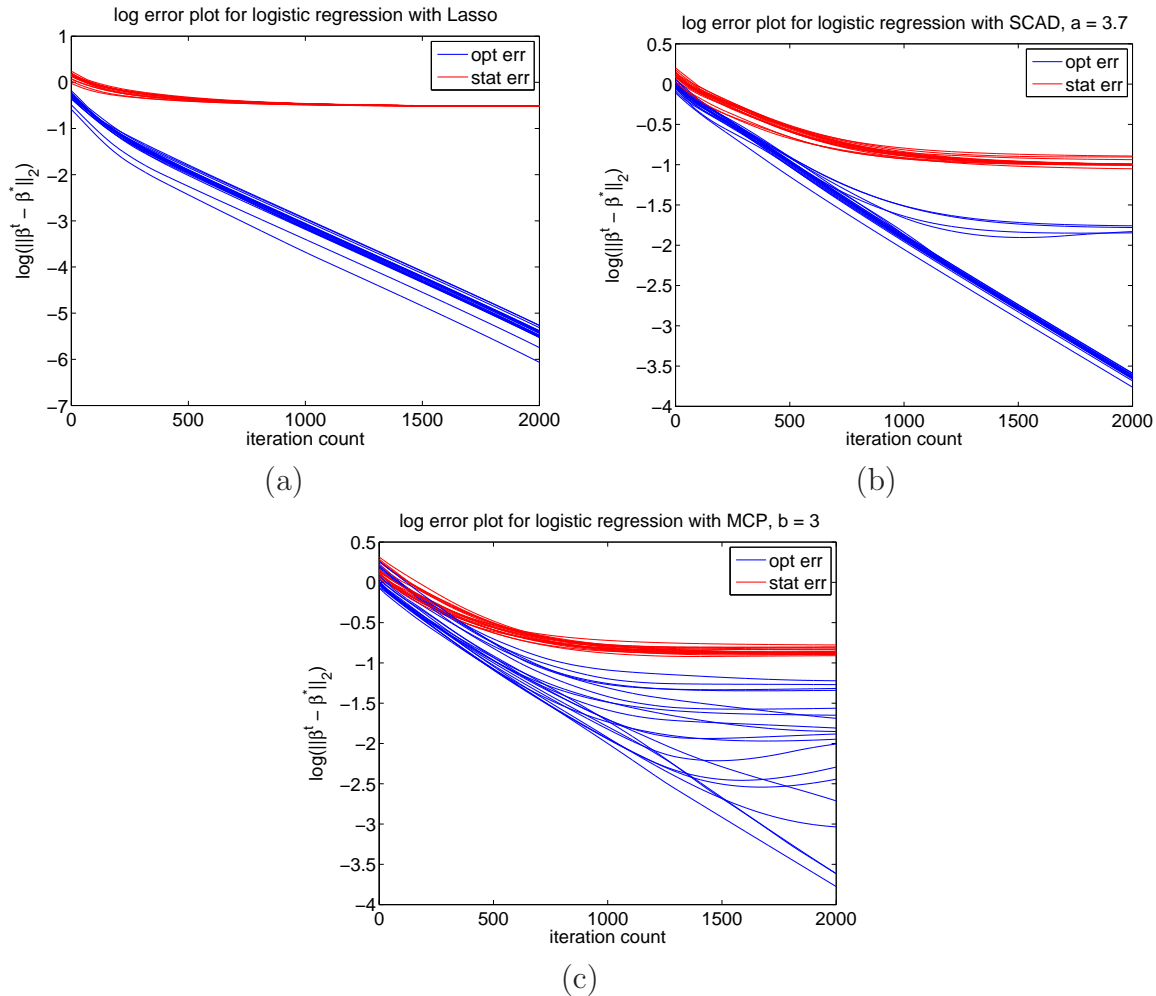 log error plot for logistic regression with Lasso
1
0
−1
−2
−3
−4
−5
−6
−7
0
500
1000
1500
2000
log(||β^t − β^*||_2)
iteration count
opt err
stat err
(a)
log error plot for logistic regression with SCAD, a = 3.7
0.5
0
−0.5
−1
−1.5
−2
−2.5
−3
−3.5
−4
0
500
1000
1500
2000
log(||β^t − β^*||_2)
iteration count
opt err
stat err
(b)
log error plot for logistic regression with MCP, b = 3
0.5
0
−0.5
−1
−1.5
−2
−2.5
−3
−3.5
−4
0
500
1000
1500
2000
log(||β^t − β^*||_2)
iteration count
opt err
stat err
(c)